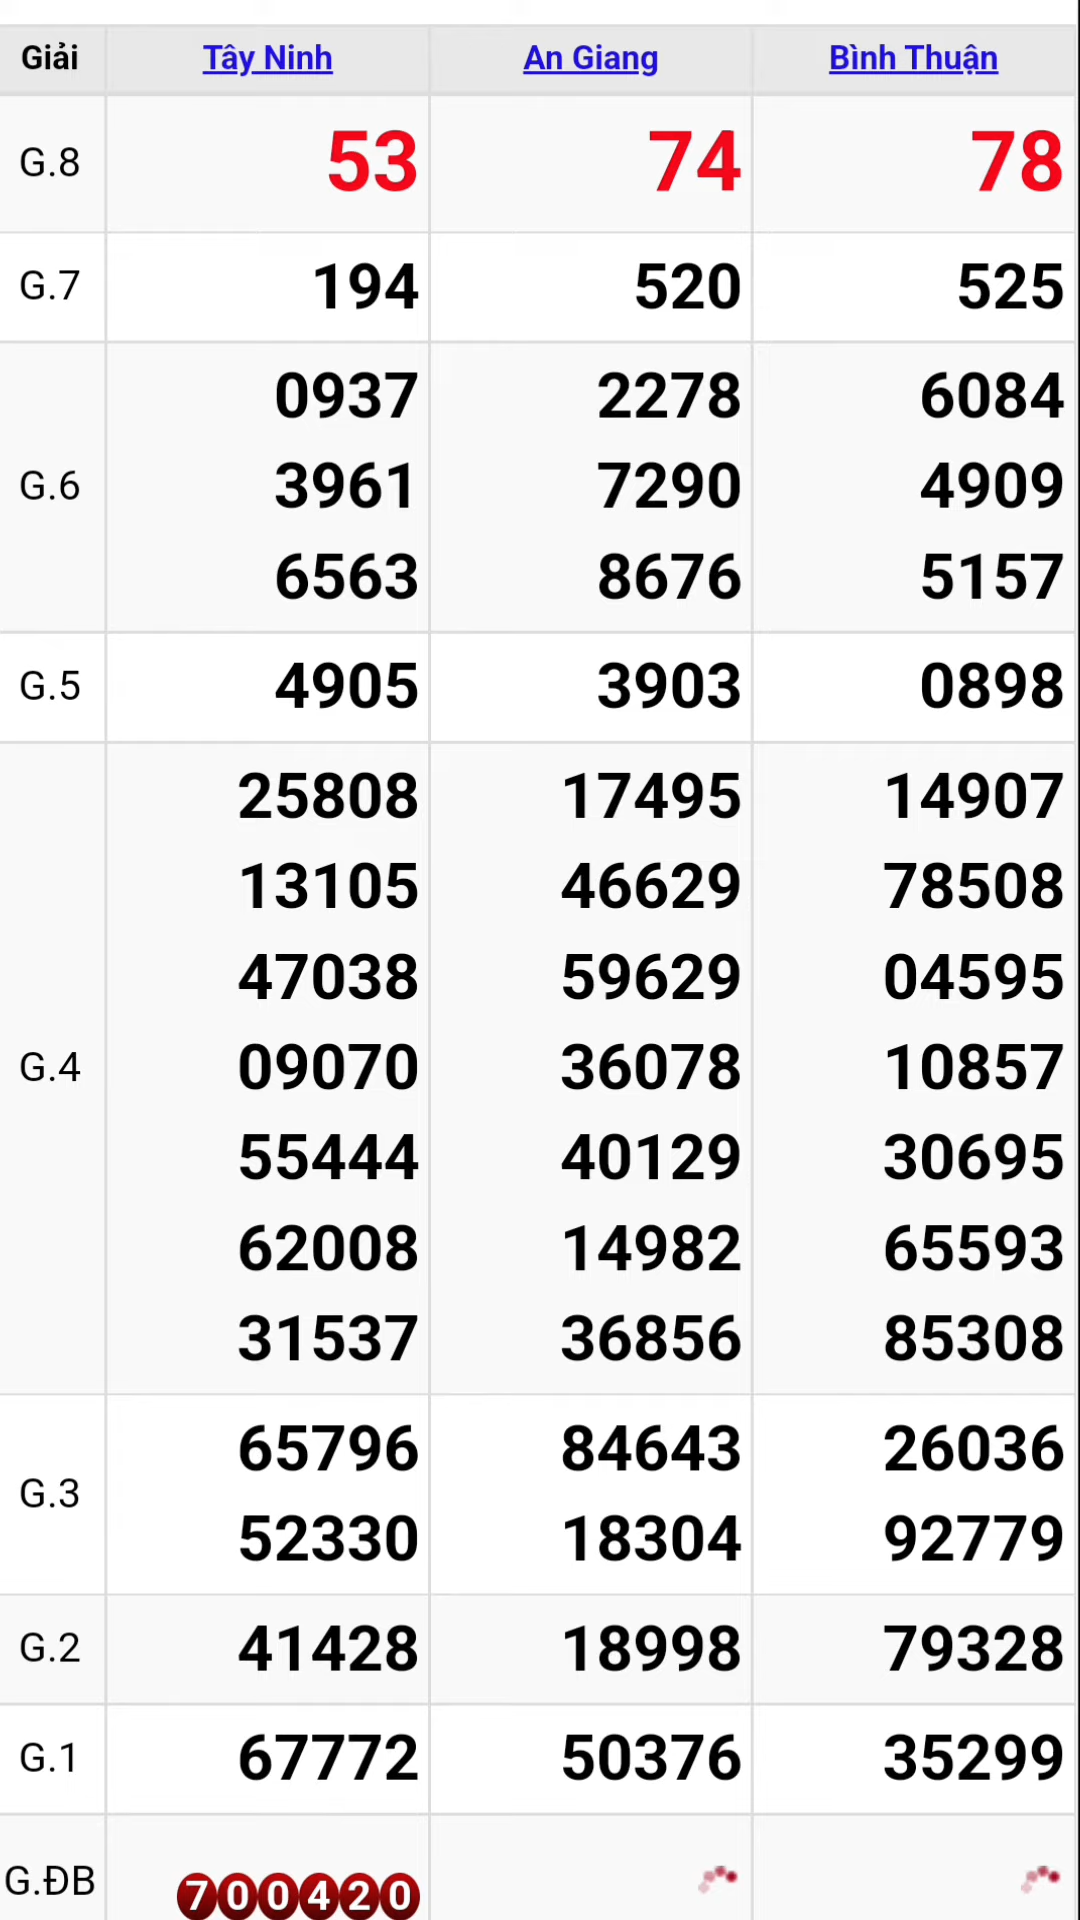 Giải Tây Ninh An Giang Bình Thuận
G.8 53 74 78
G.7 194 520 525
0937 2278 6084
G.6 3961 7290 4909
6563 8676 5157
G.5 4905 3903 0898
25808 17495 14907
13105 46629 78508
47038 59629 04595
G.4 09070 36078 10857
55444 40129 30695
62008 14982 65593
31537 36856 85308
65796 84643 26036
G.3
52330 18304 92779
G.2 41428 18998 79328
G.1 67772 50376 35299
G.ĐB 700420